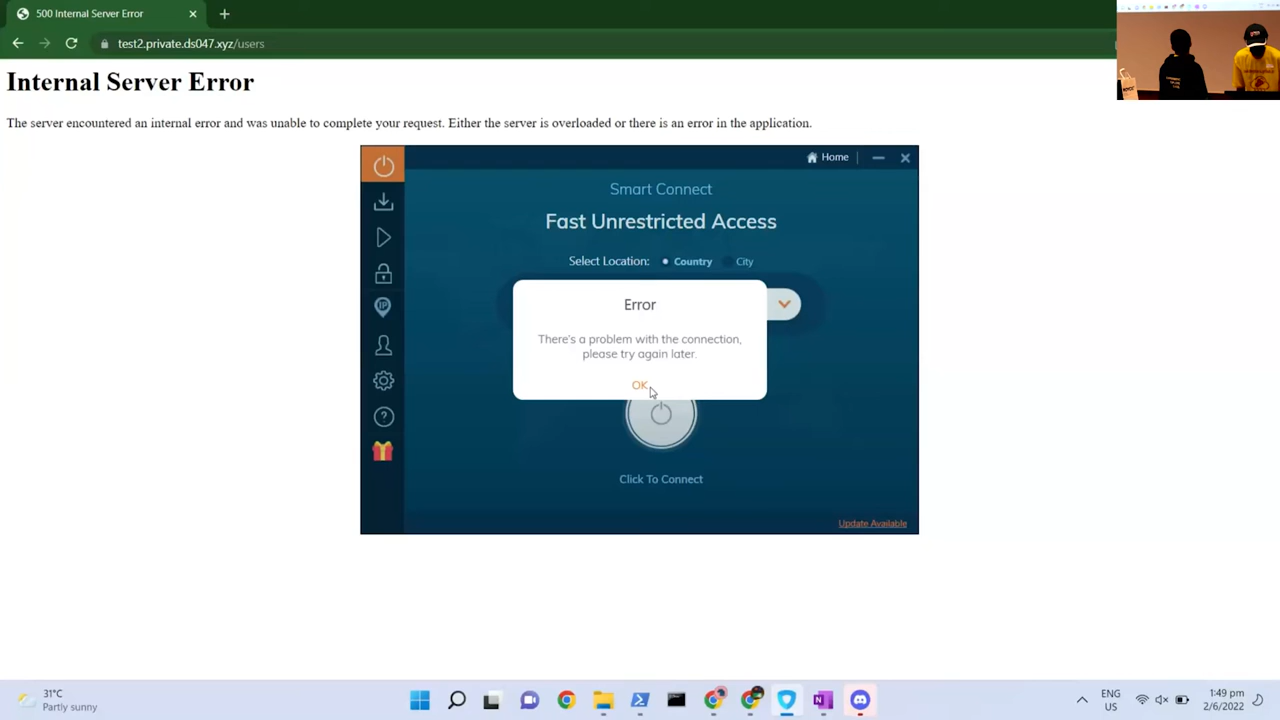 500 Internal Server Error
test2.private.ds047.xyz/users
Internal Server Error
The server encountered an internal error and was unable to complete your request. Either the server is overloaded or there is an error in the application.
Home
Smart Connect
Fast Unrestricted Access
Select Location: Country City
Error
There's a problem with the connection,
please try again later.
OK
IP
Click To Connect
Update Available
31°C
Partly sunny
ENG
US
1:49 pm
2/6/2022